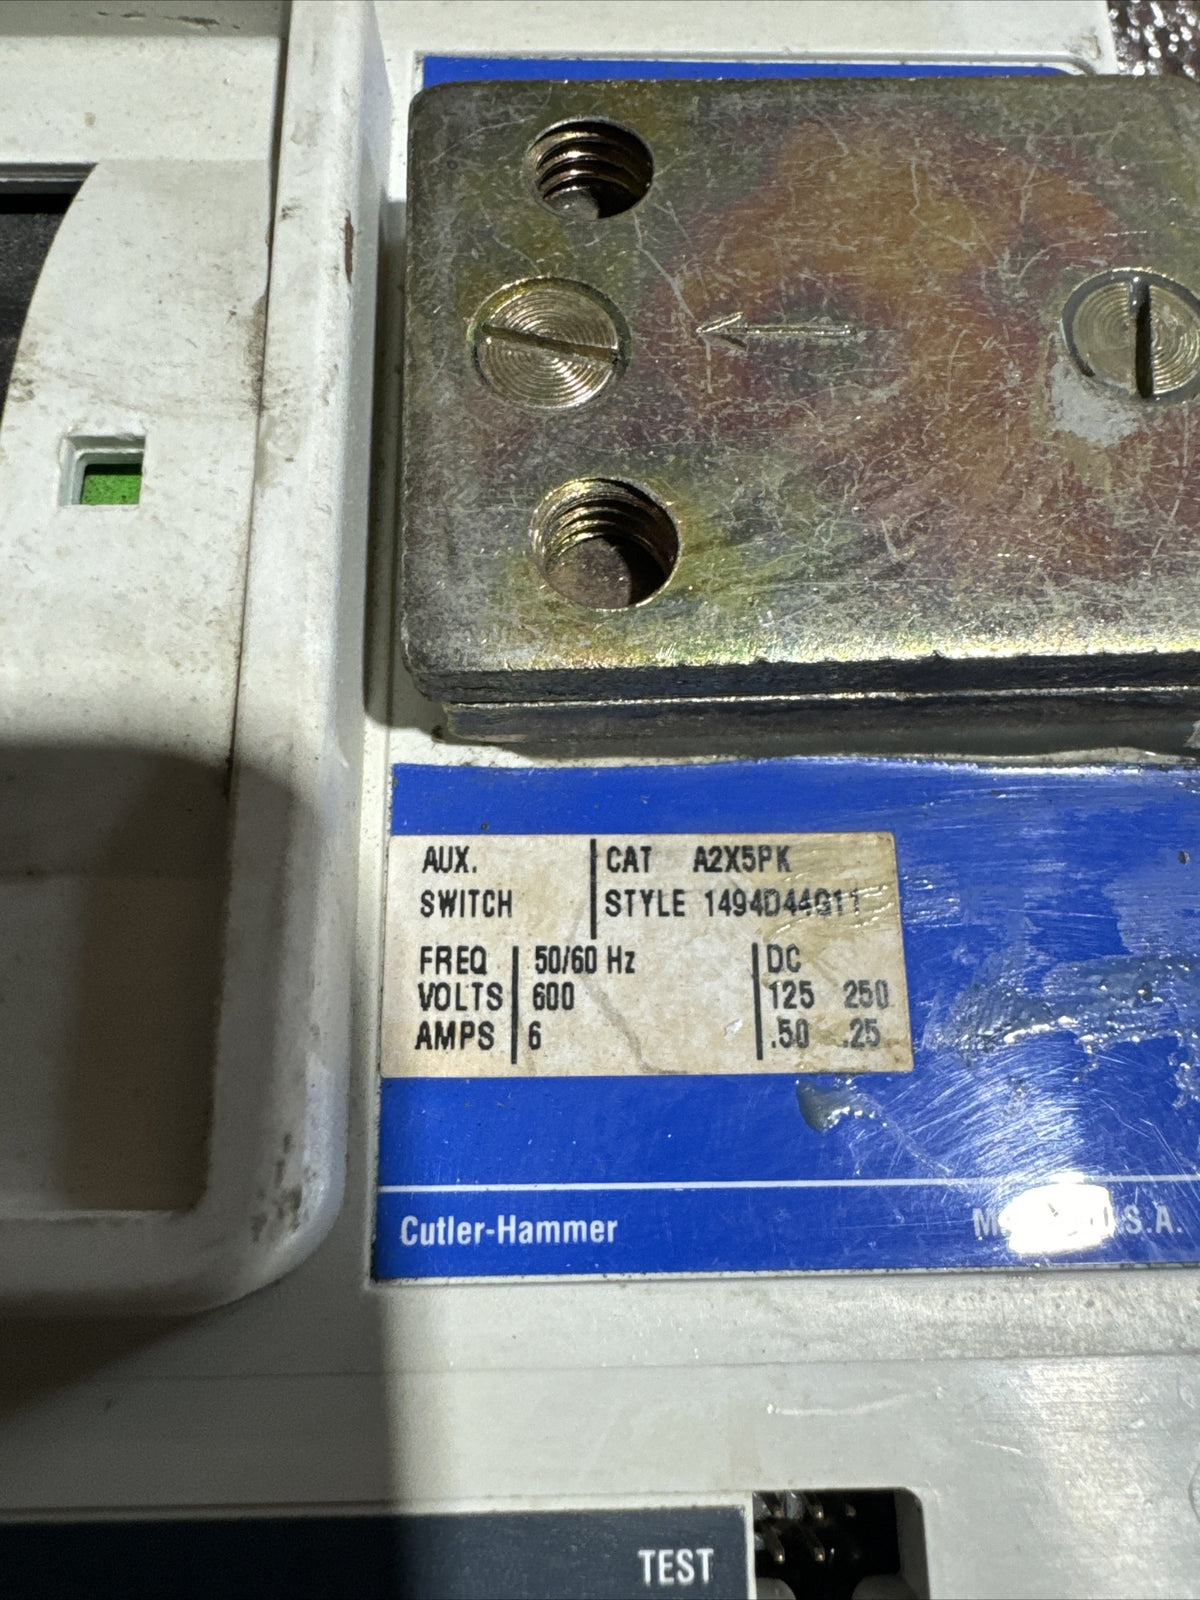 AUX. CAT A2X5PK
SWITCH STYLE 1494D44G11
FREQ 50/60 Hz DC
VOLTS 600 125 250
AMPS 6 .50 .25
Cutler-Hammer
TEST